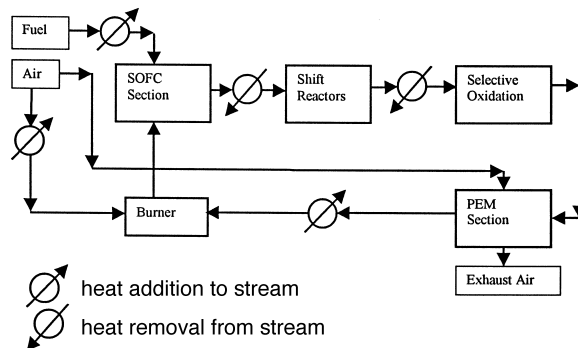 Fuel
Air
SOFC
Section
Shift
Reactors
Selective
Oxidation
Burner
PEM
Section
Exhaust Air
heat addition to stream
heat removal from stream